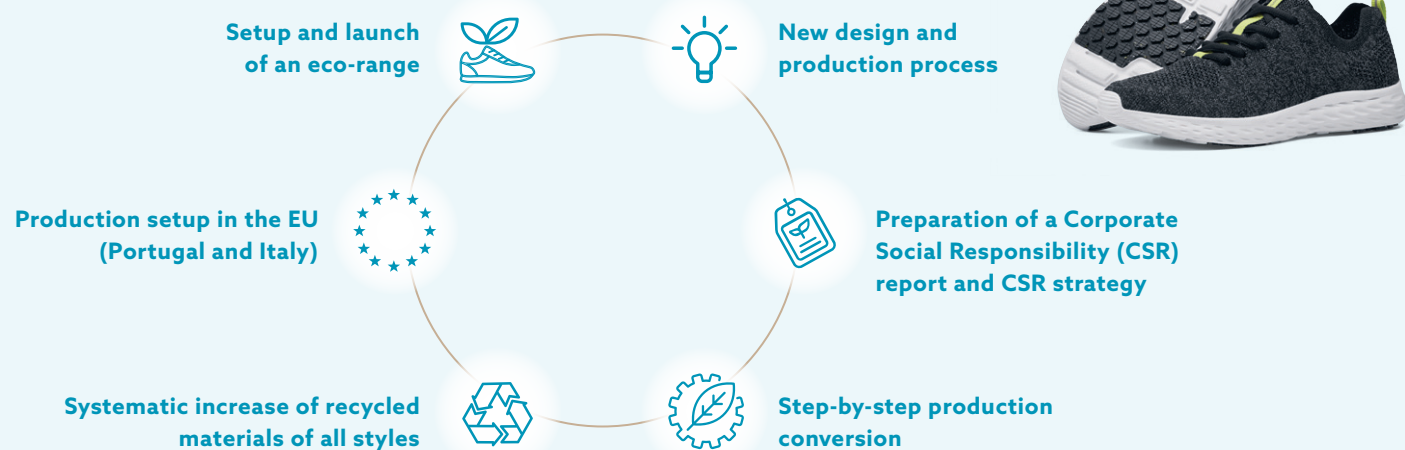 Setup and launch
of an eco-range
New design and
production process
Production setup in the EU
(Portugal and Italy)
Preparation of a Corporate
Social Responsibility (CSR)
report and CSR strategy
Systematic increase of recycled
materials of all styles
Step-by-step production
conversion